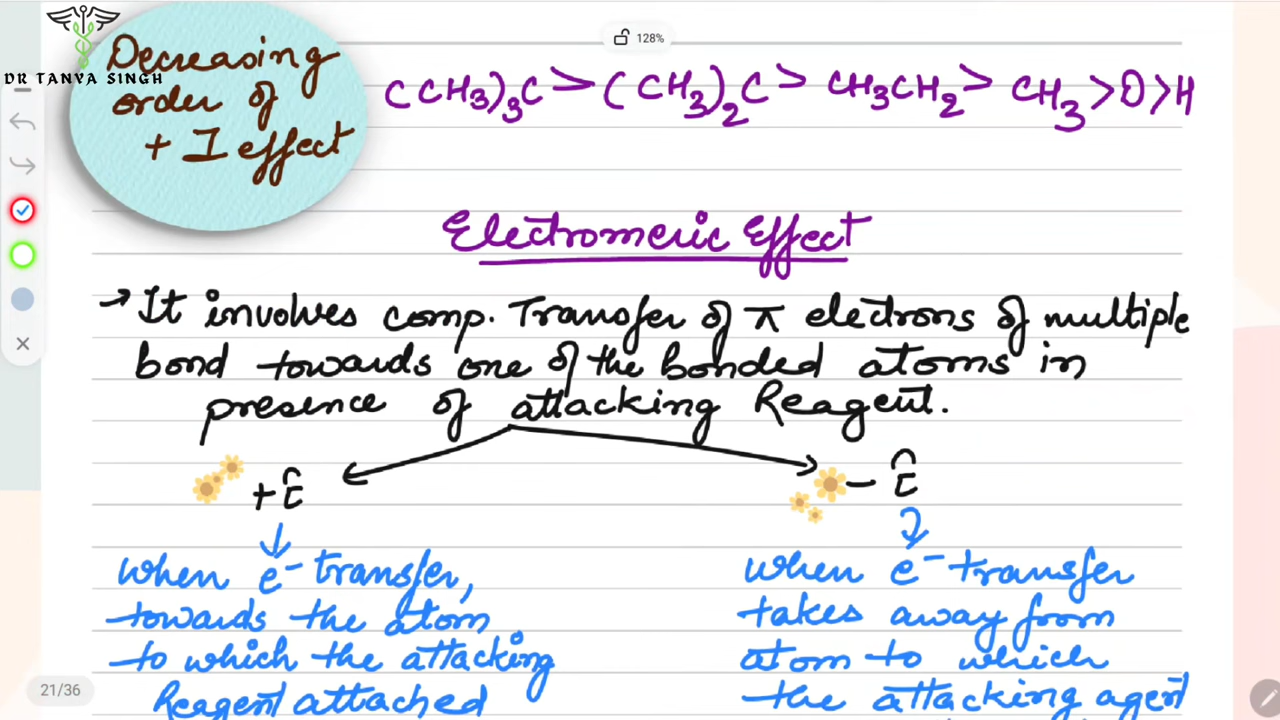 DR TANYA SINGH
128%
Decreasing
order of
+ I effect
(CH3)3C > (CH3)2C > CH3CH2 > CH3 > D > H
Electromeric Effect
→ It involves comp. Transfer of π electrons of multiple
bond towards one of the bonded atoms in
presence of attacking Reagent.
+ E
- E
when e⁻ transfer,
towards the atom
to which the attacking
Reagent attached
when e⁻ transfer
takes away from
atom to which
the attacking agent
21/36